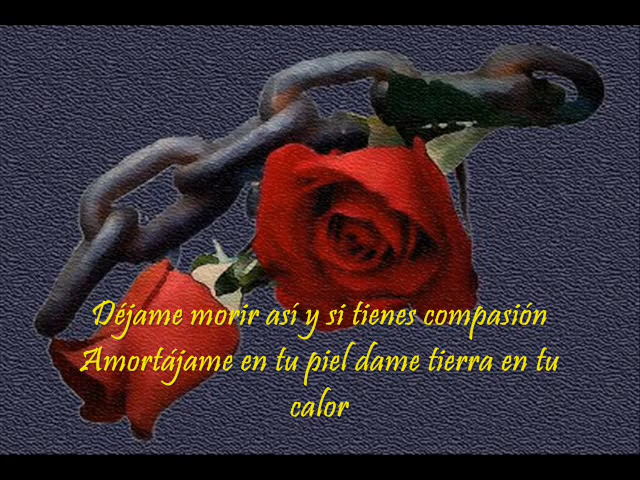 Déjame morir así y si tienes compasión
Amortájame en tu piel dame tierra en tu
calor